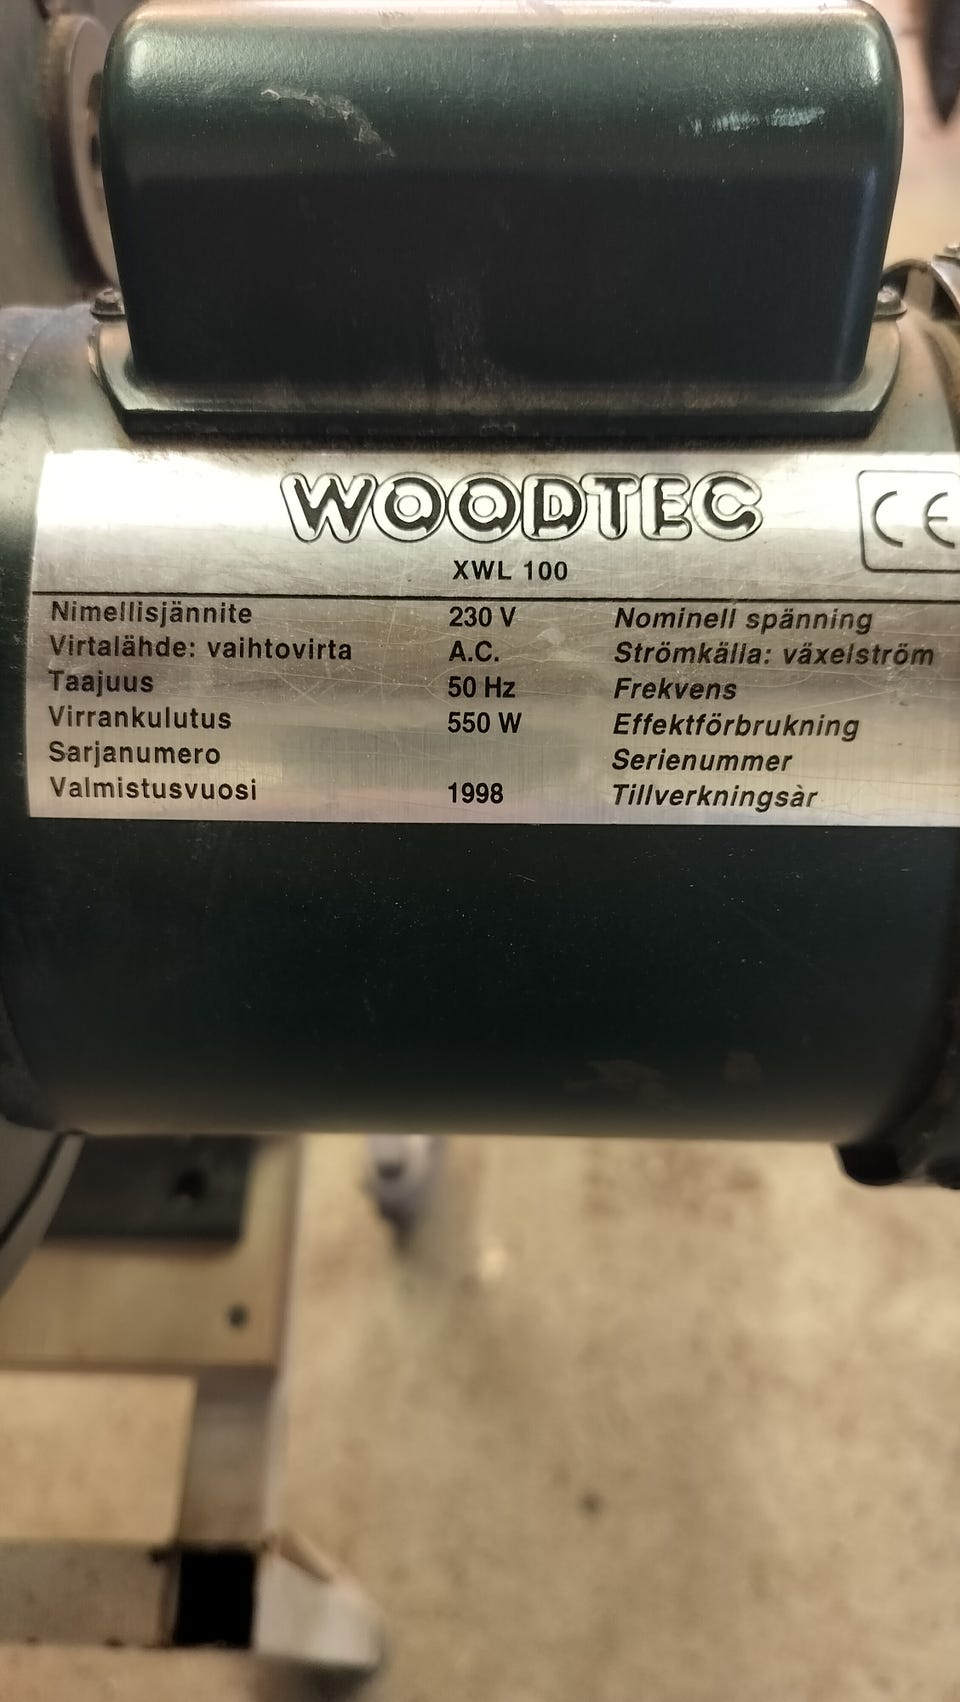 WOODTEC
CE
XWL 100
Nimellisjännite 230 V Nominell spänning
Virtalähde: vaihtovirta A.C. Strömkälla: växelström
Taajuus 50 Hz Frekvens
Virrankulutus 550 W Effektförbrukning
Sarjanumero Serienummer
Valmistusvuosi 1998 Tillverkningsàr